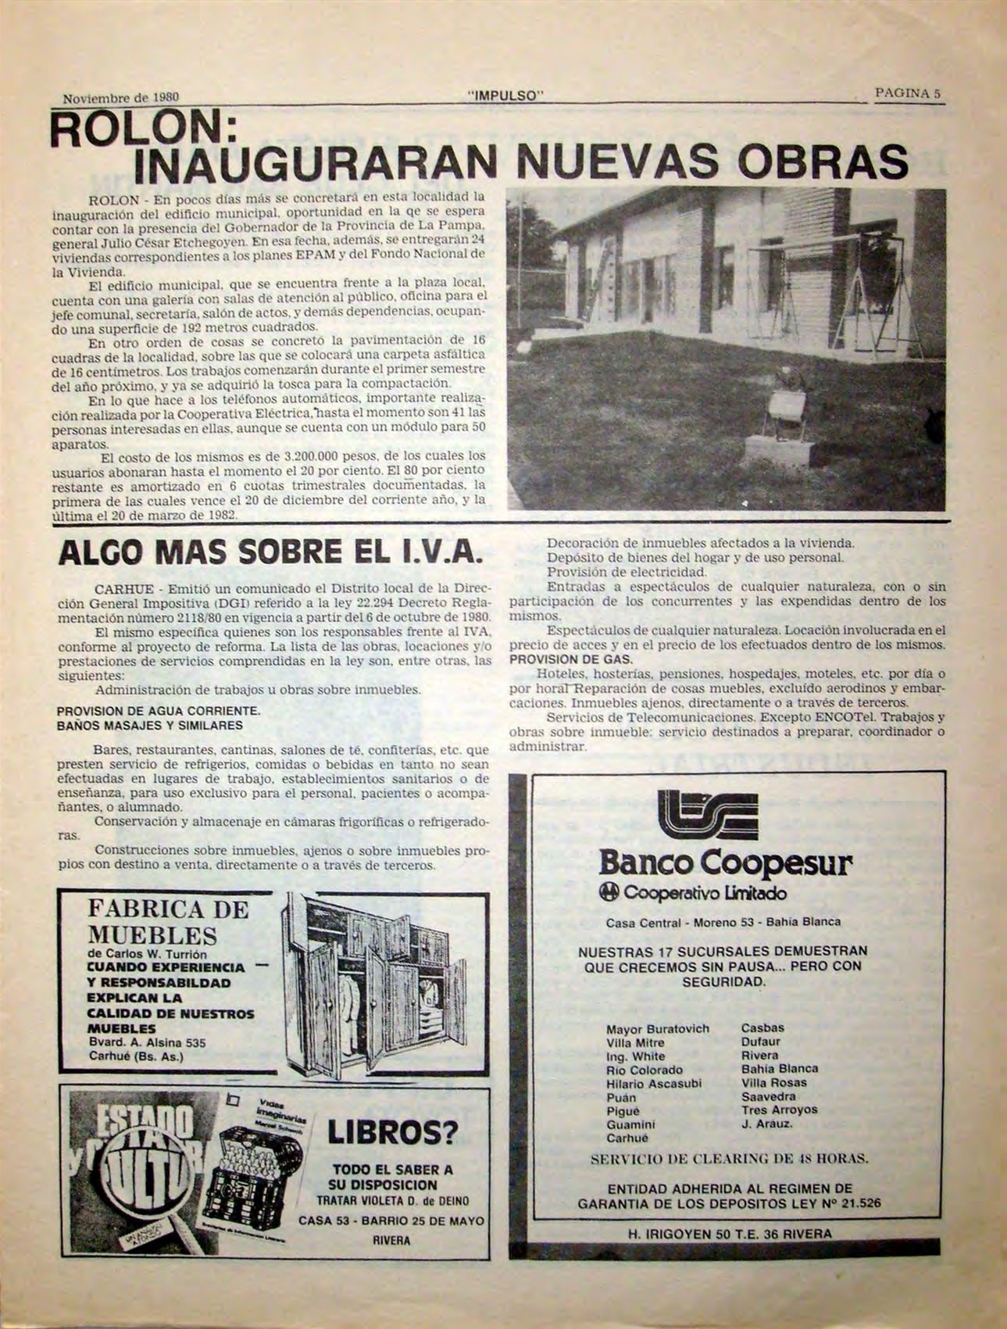 Noviembre de 1980
"IMPULSO"
PAGINA 5
ROLON:
INAUGURARAN NUEVAS OBRAS
ROLON - En pocos días más se concretará en esta localidad la
inauguración del edificio municipal, oportunidad en la qe se espera
contar con la presencia del Gobernador de la Provincia de La Pampa,
general Julio César Etchegoyen. En esa fecha, además, se entregarán 24
viviendas correspondientes a los planes EPAM y del Fondo Nacional de
la Vivienda.
El edificio municipal, que se encuentra frente a la plaza local,
cuenta con una galería con salas de atención al público, oficina para el
jefe comunal, secretaría, salón de actos, y demás dependencias, ocupan-
do una superficie de 192 metros cuadrados.
En otro orden de cosas se concretó la pavimentación de 16
cuadras de la localidad, sobre las que se colocará una carpeta asfáltica
de 16 centímetros. Los trabajos comenzarán durante el primer semestre
del año próximo, y ya se adquirió la tosca para la compactación.
En lo que hace a los teléfonos automáticos, importante realiza-
ción realizada por la Cooperativa Eléctrica, hasta el momento son 41 las
personas interesadas en ellas, aunque se cuenta con un módulo para 50
aparatos.
El costo de los mismos es de 3.200.000 pesos, de los cuales los
usuarios abonaran hasta el momento el 20 por ciento. El 80 por ciento
restante es amortizado en 6 cuotas trimestrales documentadas, la
primera de las cuales vence el 20 de diciembre del corriente año, y la
última el 20 de marzo de 1982.
ALGO MAS SOBRE EL I.V.A.
CARHUE - Emitió un comunicado el Distrito local de la Direc-
ción General Impositiva (DGI) referido a la ley 22.294 Decreto Regla-
mentación número 2118/80 en vigencia a partir del 6 de octubre de 1980.
El mismo especifica quienes son los responsables frente al IVA,
conforme al proyecto de reforma. La lista de las obras, locaciones y/o
prestaciones de servicios comprendidas en la ley son, entre otras, las
siguientes:
Administración de trabajos u obras sobre inmuebles.
PROVISION DE AGUA CORRIENTE.
BAÑOS MASAJES Y SIMILARES
Bares, restaurantes, cantinas, salones de té, confiterías, etc. que
presten servicio de refrigerios, comidas o bebidas en tanto no sean
efectuadas en lugares de trabajo, establecimientos sanitarios o de
enseñanza, para uso exclusivo para el personal, pacientes o acompa-
ñantes, o alumnado.
Conservación y almacenaje en cámaras frigoríficas o refrigerado-
ras.
Construcciones sobre inmuebles, ajenos o sobre inmuebles pro-
pios con destino a venta, directamente o a través de terceros.
Decoración de inmuebles afectados a la vivienda.
Depósito de bienes del hogar y de uso personal.
Provisión de electricidad.
Entradas a espectáculos de cualquier naturaleza, con o sin
participación de los concurrentes y las expendidas dentro de los
mismos.
Espectáculos de cualquier naturaleza. Locación involucrada en el
precio de acces y en el precio de los efectuados dentro de los mismos.
PROVISION DE GAS.
Hoteles, hosterías, pensiones, hospedajes, moteles, etc. por día o
por hora. Reparación de cosas muebles, excluído aerodinos y embar-
caciones. Inmuebles ajenos, directamente o a través de terceros.
Servicios de Telecomunicaciones. Excepto ENCOTel. Trabajos y
obras sobre inmueble: servicio destinados a preparar, coordinador o
administrar.
FABRICA DE
MUEBLES
de Carlos W. Turrión
CUANDO EXPERIENCIA
Y RESPONSABILDAD
EXPLICAN LA
CALIDAD DE NUESTROS
MUEBLES
Bvard. A. Alsina 535
Carhué (Bs. As.)
ESTADO
Vidas
imaginarias
Marcel Schwob
LIBROS?
TODO EL SABER A
SU DISPOSICION
TRATAR VIOLETA D. de DEINO
CASA 53 - BARRIO 25 DE MAYO
RIVERA
Banco Coopesur
Cooperativo Limitado
Casa Central - Moreno 53 - Bahía Blanca
NUESTRAS 17 SUCURSALES DEMUESTRAN
QUE CRECEMOS SIN PAUSA... PERO CON
SEGURIDAD.
Mayor Buratovich
Villa Mitre
Ing. White
Río Colorado
Hilario Ascasubi
Puán
Pigué
Guaminí
Carhué
Casbas
Dufaur
Rivera
Bahía Blanca
Villa Rosas
Saavedra
Tres Arroyos
J. Arauz.
SERVICIO DE CLEARING DE 48 HORAS.
ENTIDAD ADHERIDA AL REGIMEN DE
GARANTIA DE LOS DEPOSITOS LEY Nº 21.526
H. IRIGOYEN 50 T.E. 36 RIVERA